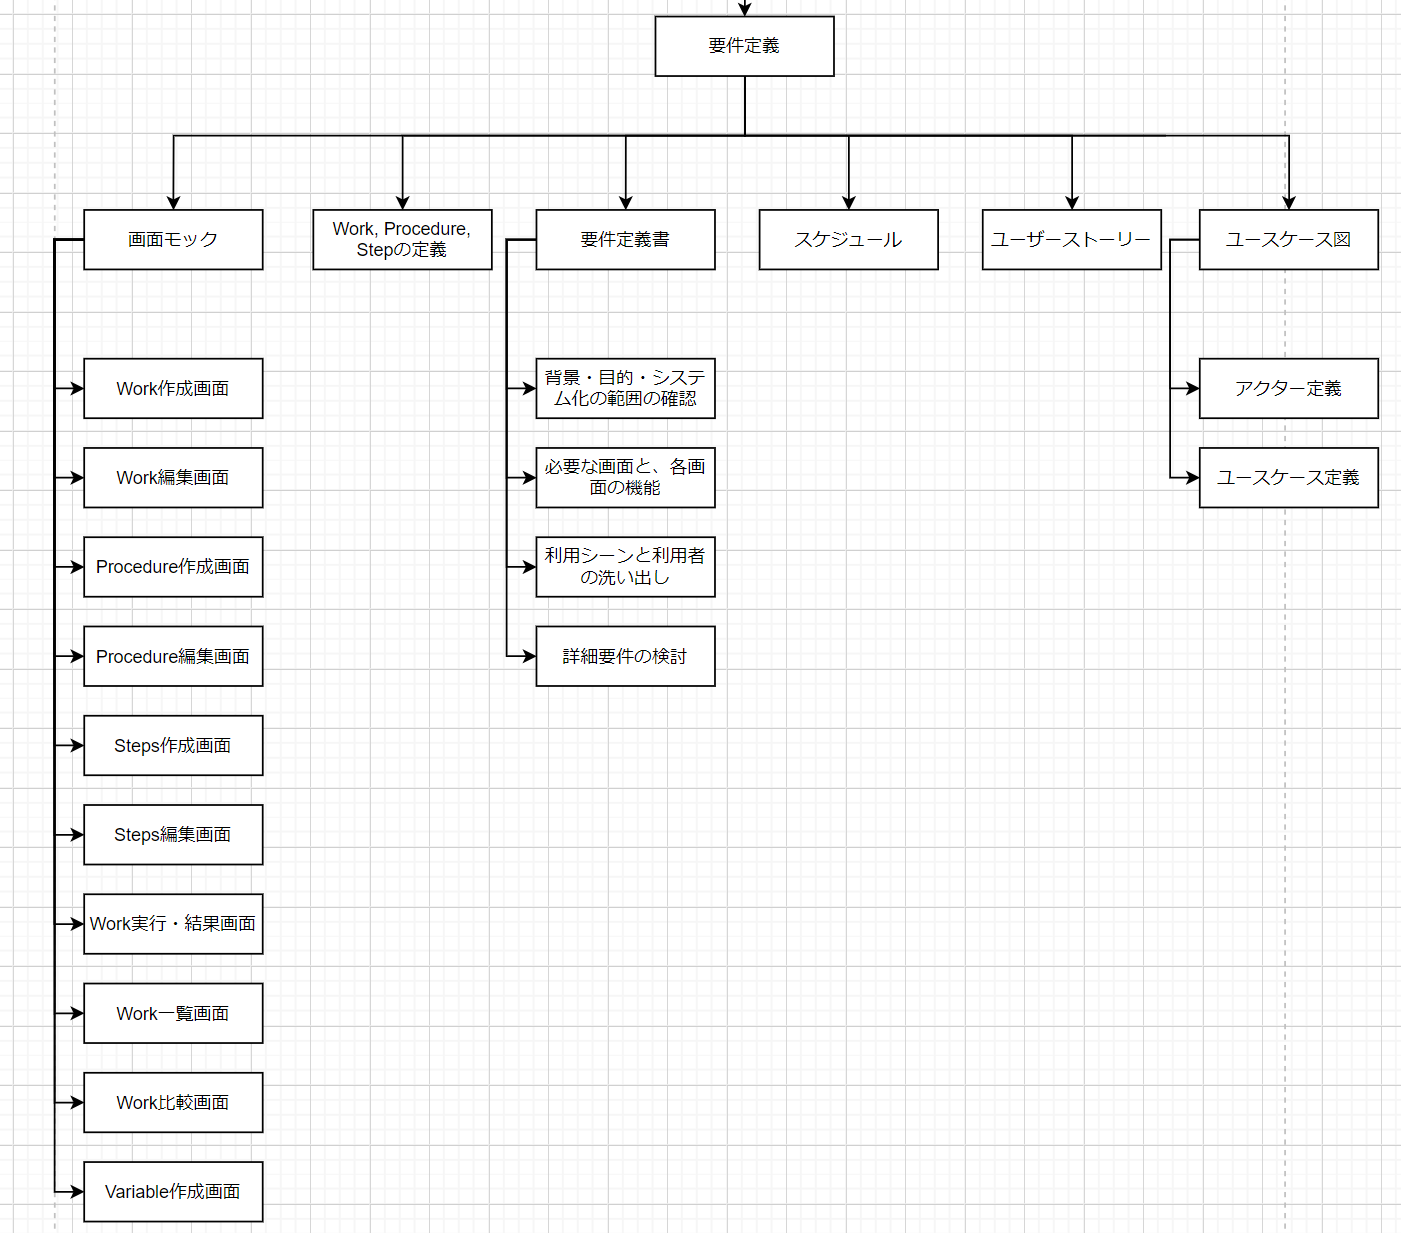 要件定義
画面モック
Work, Procedure,
Stepの定義
要件定義書
スケジュール
ユーザーストーリー
ユースケース図
Work作成画面
Work編集画面
Procedure作成画面
Procedure編集画面
Steps作成画面
Steps編集画面
Work実行・結果画面
Work一覧画面
Work比較画面
Variable作成画面
背景・目的・システ
ム化の範囲の確認
必要な画面と、各画
面の機能
利用シーンと利用者
の洗い出し
詳細要件の検討
アクター定義
ユースケース定義